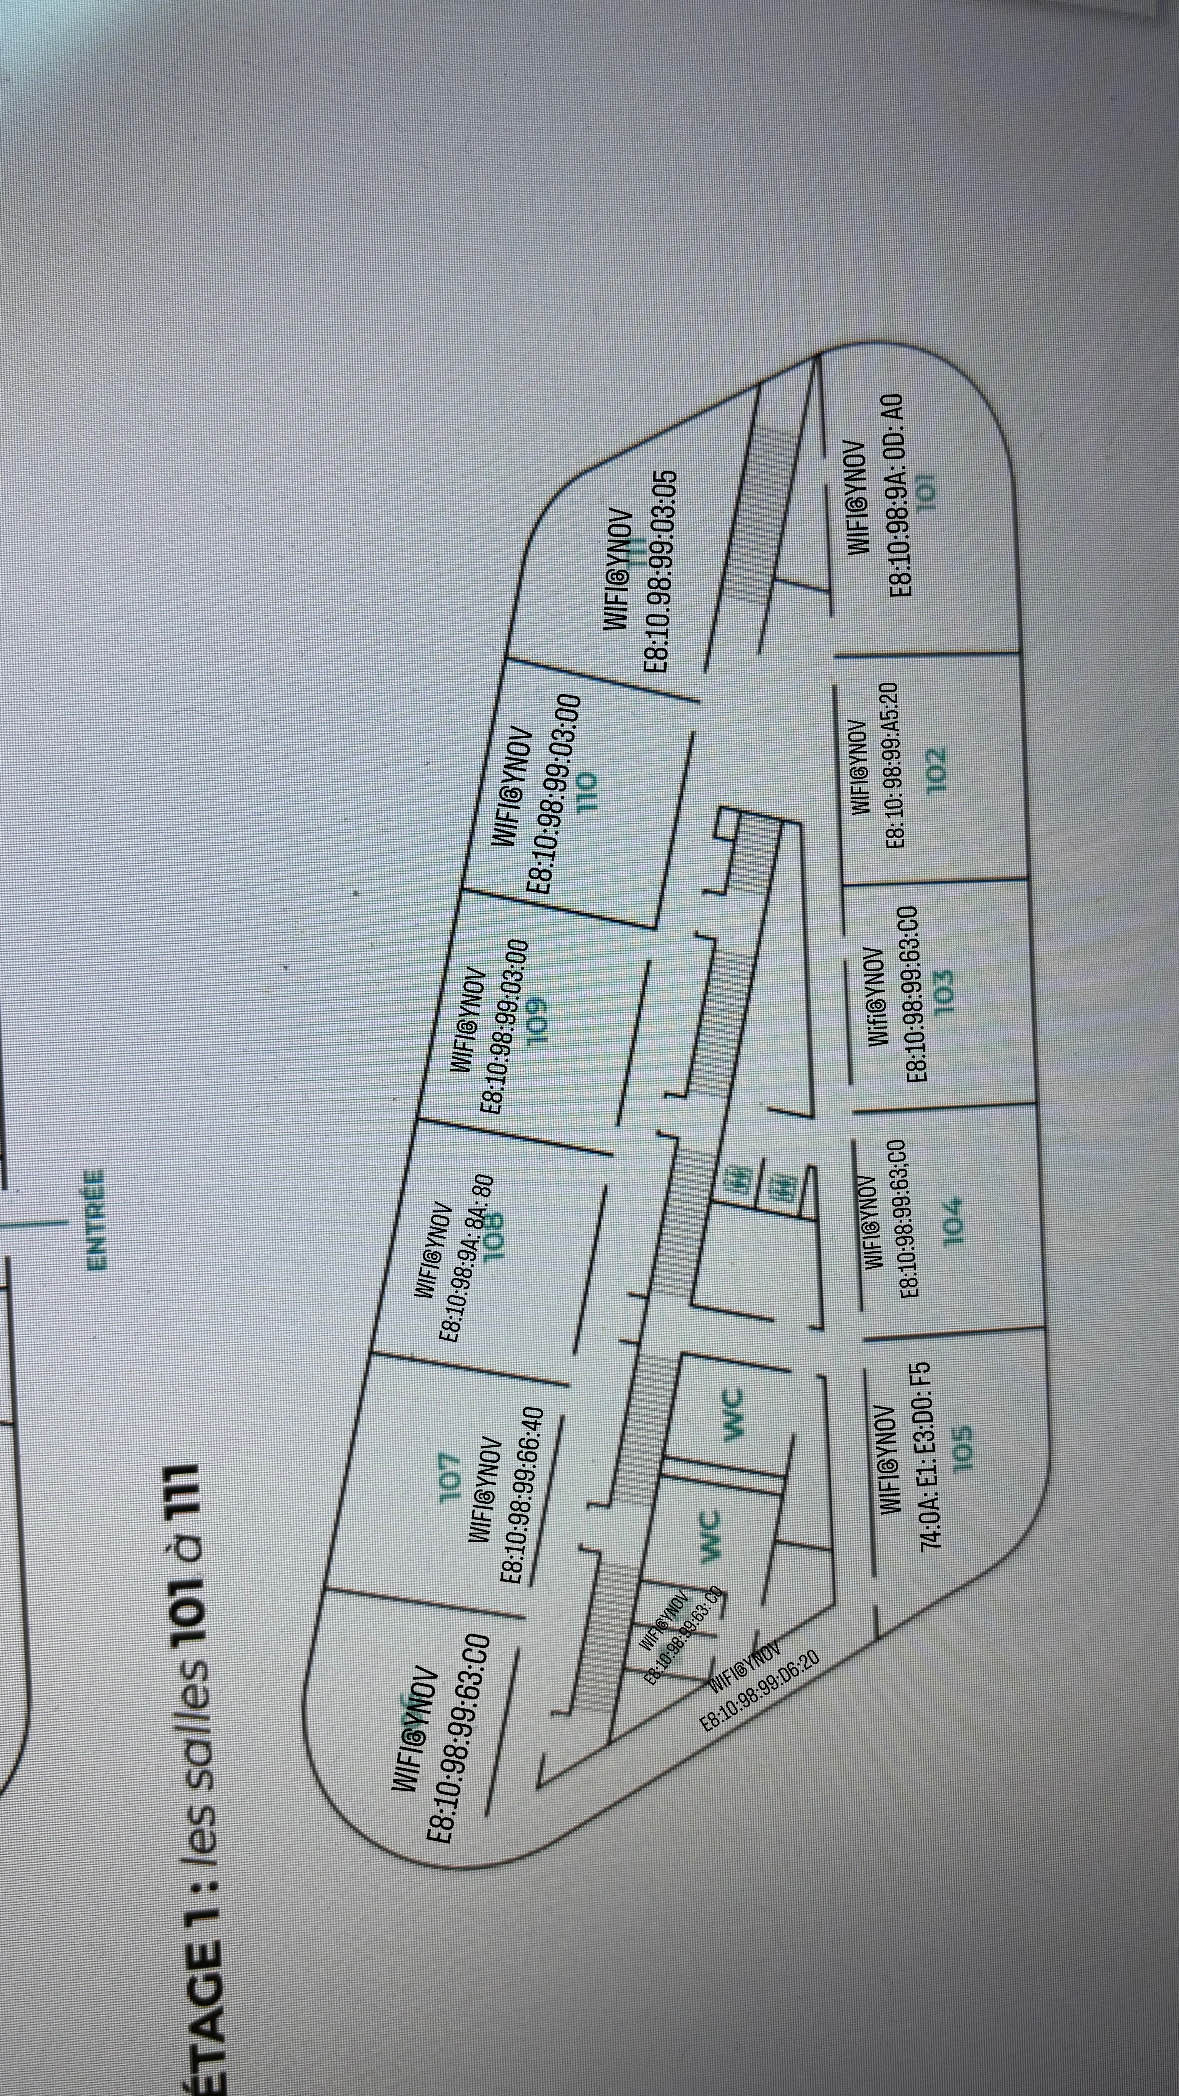 ENTRÉE
ÉTAGE 1 : les salles 101 à 111
WIFI@YNOV
E8:10:98:99:63:C0
107
WIFI@YNOV
E8:10:98:99:66:40
WIFI@YNOV
E8:10:98:9A: 8A: 80
108
WIFI@YNOV
E8:10:98:99:03:00
109
WIFI@YNOV
E8:10:98:99:03:00
110
WIFI@YNOV
111
E8:10.98:99:03:05
WIFI@YNOV
E8:10:98:99:63:C0
WC
WC
WIFI@YNOV
E8:10:98:99:D6:20
WIFI@YNOV
74:0A: E1: E3:D0: F5
105
WIFI@YNOV
E8:10:98:99:63;C0
104
Wifi@YNOV
E8:10:98:99:63:C0
103
WIFI@YNOV
E8: 10: 98:99:A5:20
102
WIFI@YNOV
E8:10:98:9A: 0D: A0
101